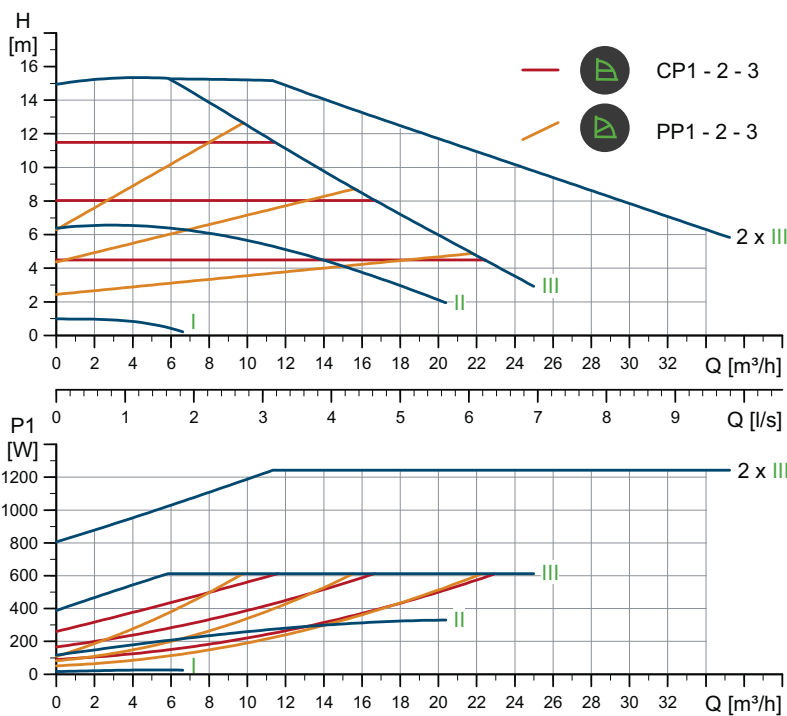 H
[m]
16
14
12
10
8
6
4
2
0
CP1 - 2 - 3
PP1 - 2 - 3
2 x III
III
II
I
0 2 4 6 8 10 12 14 16 18 20 22 24 26 28 30 32 Q [m³/h]
0 1 2 3 4 5 6 7 8 9 Q [l/s]
P1
[W]
1200
1000
800
600
400
200
0
2 x III
III
II
I
0 2 4 6 8 10 12 14 16 18 20 22 24 26 28 30 32 Q [m³/h]